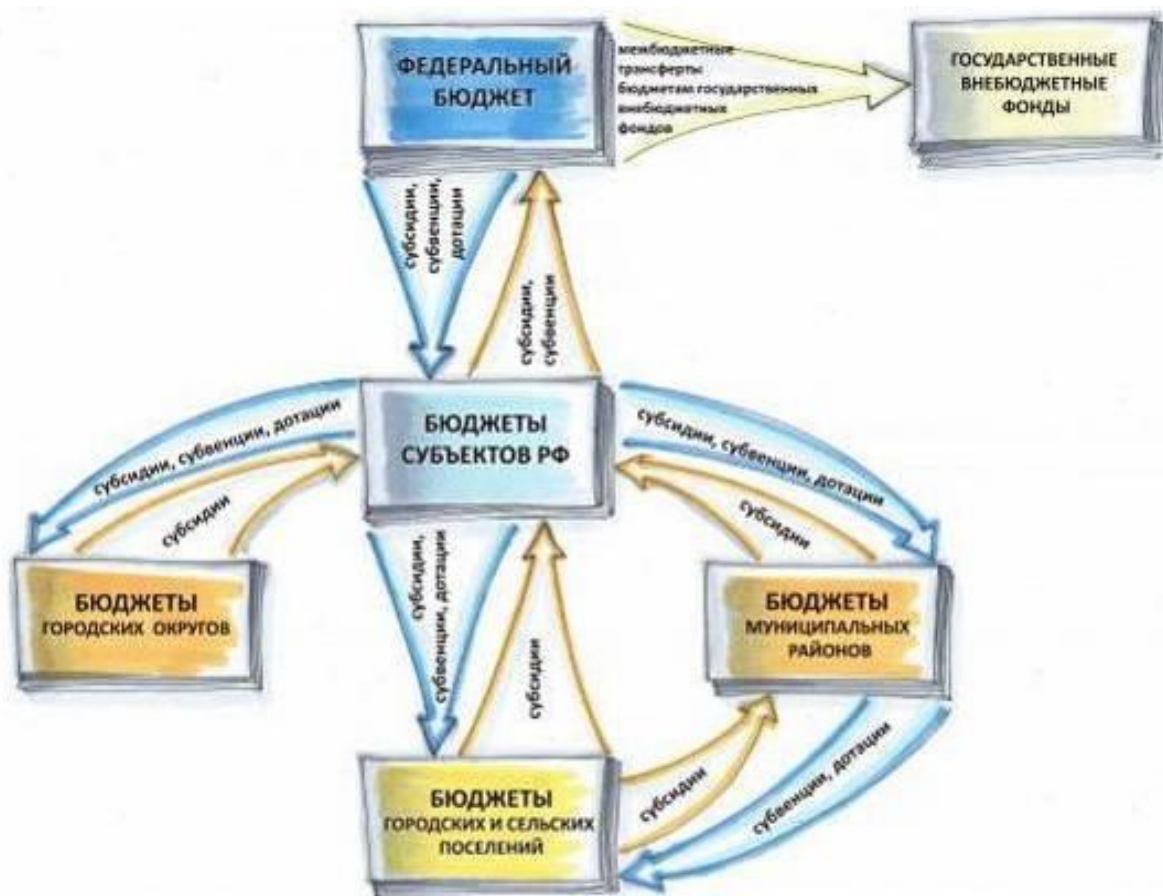 ФЕДЕРАЛЬНЫЙ
БЮДЖЕТ
межбюджетные
трансферты
бюджетам государственных
внебюджетных
фондов
ГОСУДАРСТВЕННЫЕ
ВНЕБЮДЖЕТНЫЕ
ФОНДЫ
субсидии,
субвенции,
дотации
субсидии,
субвенции
БЮДЖЕТЫ
СУБЪЕКТОВ РФ
субсидии, субвенции, дотации
субсидии
субсидии, субвенции, дотации
субсидии
БЮДЖЕТЫ
ГОРОДСКИХ ОКРУГОВ
субсидии,
субвенции, дотации
субсидии
БЮДЖЕТЫ
МУНИЦИПАЛЬНЫХ
РАЙОНОВ
БЮДЖЕТЫ
ГОРОДСКИХ И СЕЛЬСКИХ
ПОСЕЛЕНИЙ
субсидии
субвенции, дотации